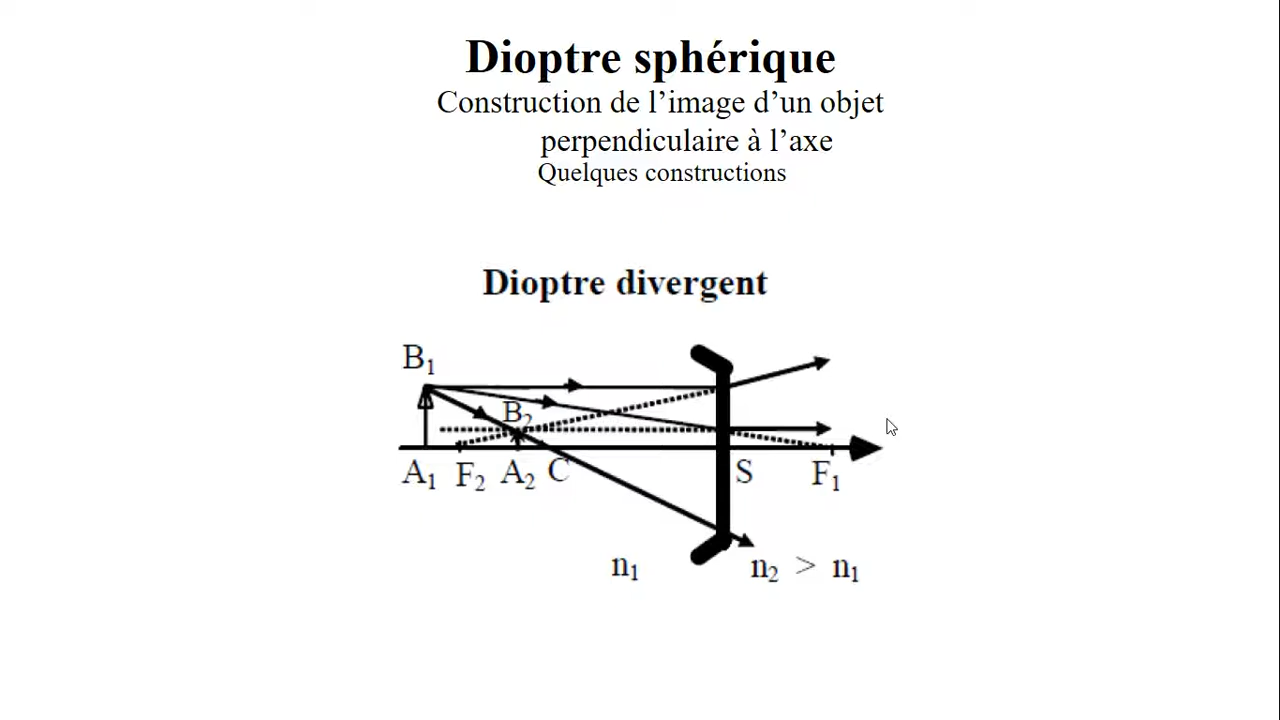 Dioptre sphérique
Construction de l’image d’un objet
perpendiculaire à l’axe
Quelques constructions
Dioptre divergent
B₁
B₂
A₁ F₂ A₂ C S F₁
n₁ n₂ > n₁